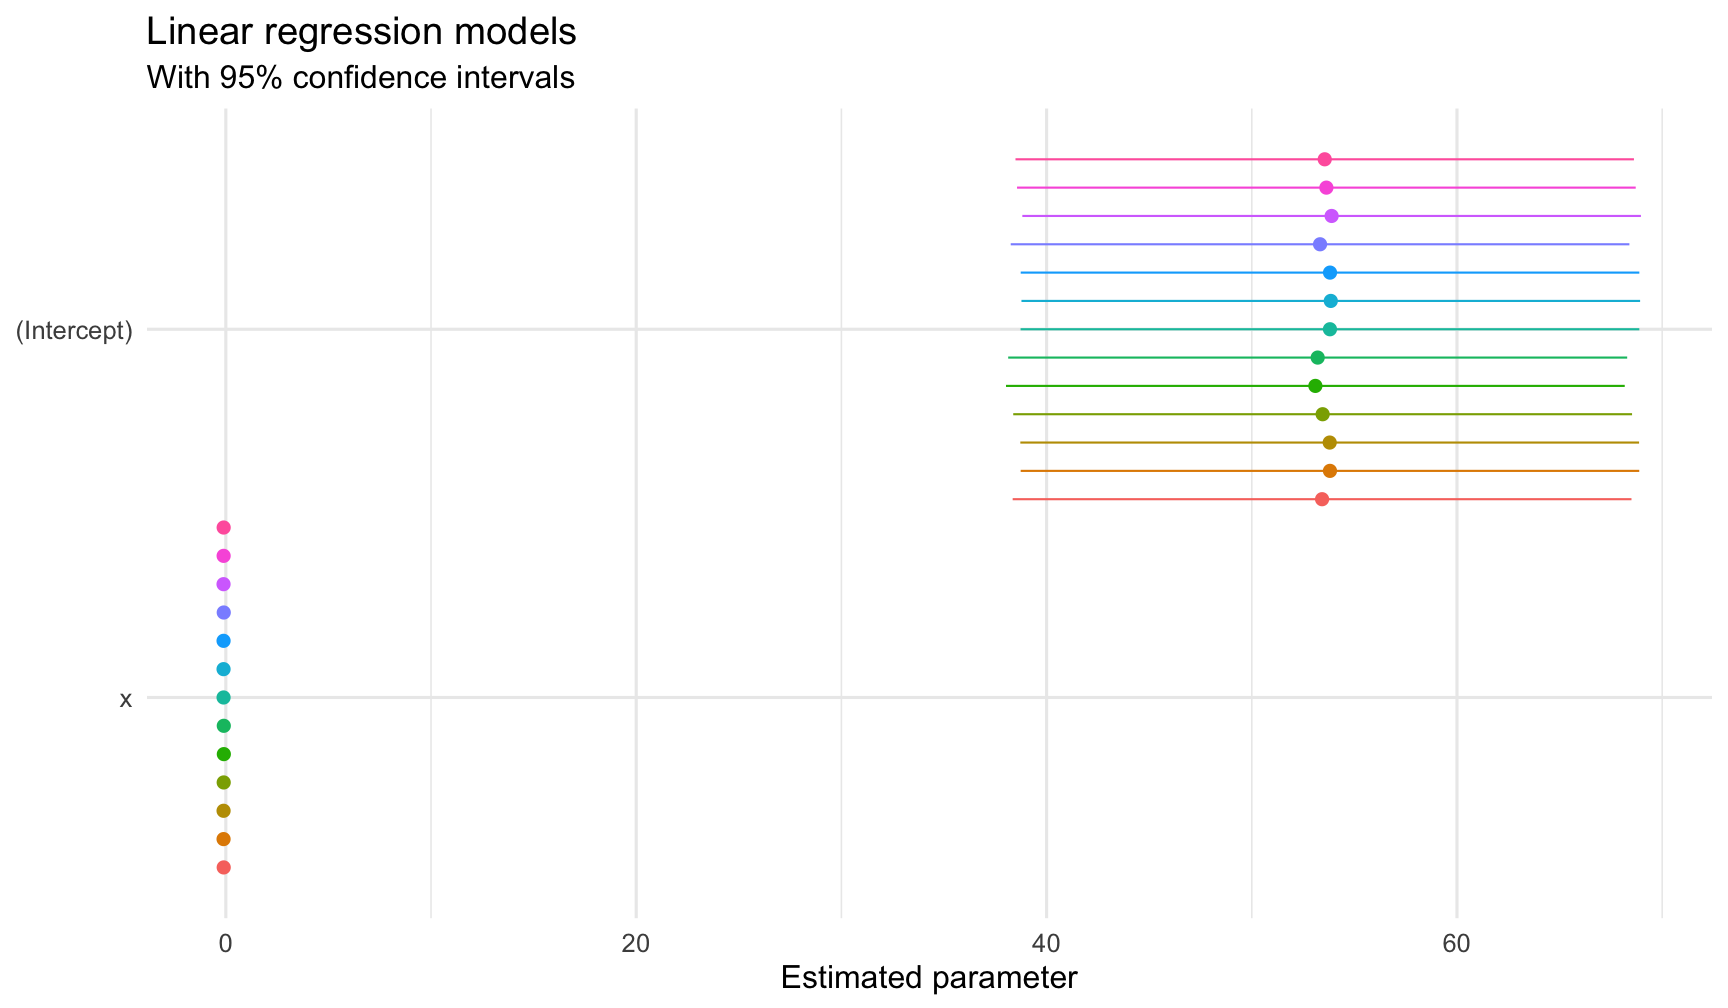 Linear regression models
With 95% confidence intervals
(Intercept)
x
0 20 40 60
Estimated parameter